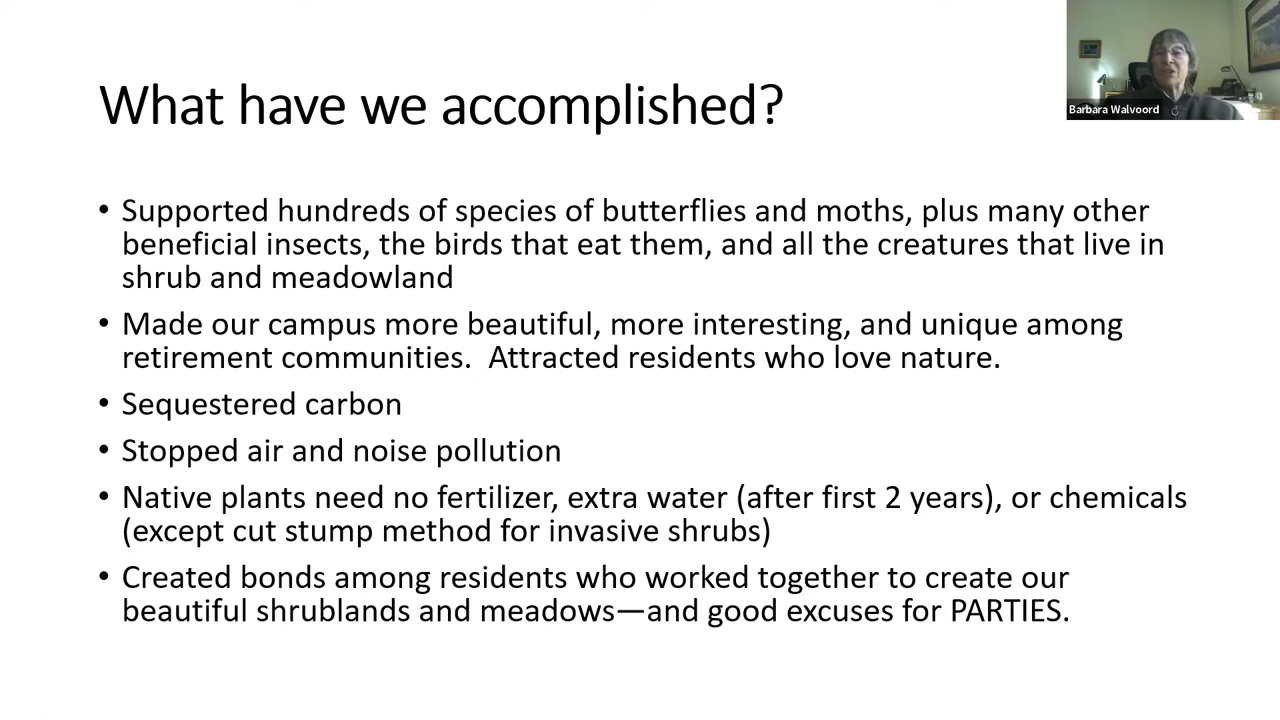 What have we accomplished?
Barbara Walvoord
• Supported hundreds of species of butterflies and moths, plus many other
beneficial insects, the birds that eat them, and all the creatures that live in
shrub and meadowland
• Made our campus more beautiful, more interesting, and unique among
retirement communities.  Attracted residents who love nature.
• Sequestered carbon
• Stopped air and noise pollution
• Native plants need no fertilizer, extra water (after first 2 years), or chemicals
(except cut stump method for invasive shrubs)
• Created bonds among residents who worked together to create our
beautiful shrublands and meadows—and good excuses for PARTIES.